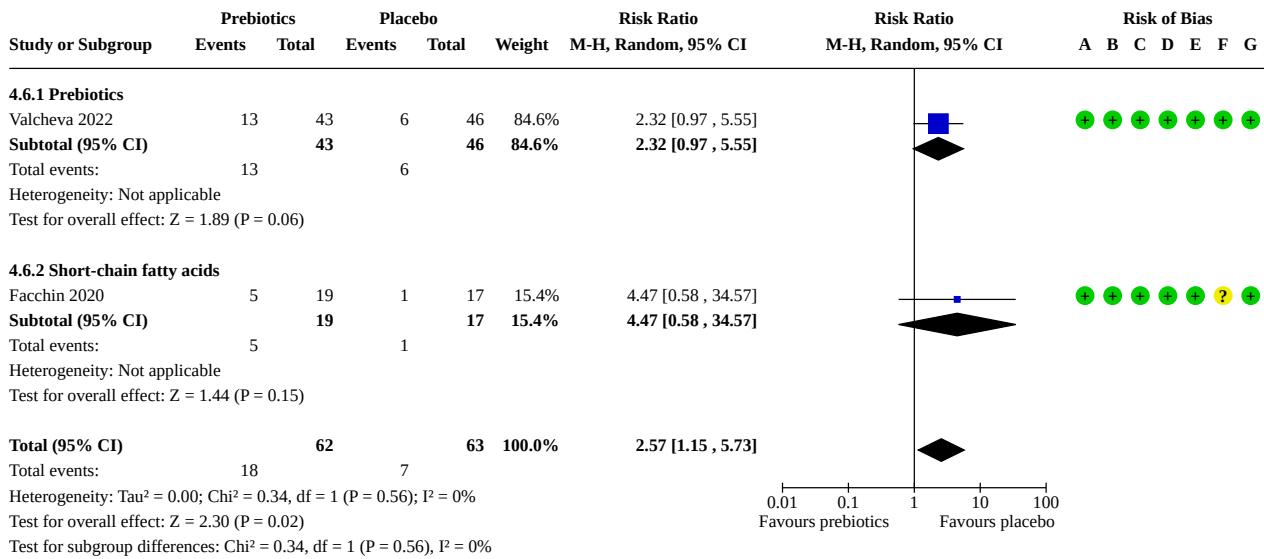 Prebiotics Placebo Risk Ratio Risk Ratio Risk of Bias
Study or Subgroup Events Total Events Total Weight M-H, Random, 95% CI M-H, Random, 95% CI A B C D E F G
4.6.1 Prebiotics
Valcheva 2022 13 43 6 46 84.6% 2.32 [0.97 , 5.55] + + + + + + +
Subtotal (95% CI) 43 46 84.6% 2.32 [0.97 , 5.55]
Total events: 13 6
Heterogeneity: Not applicable
Test for overall effect: Z = 1.89 (P = 0.06)
4.6.2 Short-chain fatty acids
Facchin 2020 5 19 1 17 15.4% 4.47 [0.58 , 34.57] + + + + + ? +
Subtotal (95% CI) 19 17 15.4% 4.47 [0.58 , 34.57]
Total events: 5 1
Heterogeneity: Not applicable
Test for overall effect: Z = 1.44 (P = 0.15)
Total (95% CI) 62 63 100.0% 2.57 [1.15 , 5.73]
Total events: 18 7
Heterogeneity: Tau² = 0.00; Chi² = 0.34, df = 1 (P = 0.56); I² = 0%
0.01 0.1 1 10 100
Test for overall effect: Z = 2.30 (P = 0.02)
Favours prebiotics Favours placebo
Test for subgroup differences: Chi² = 0.34, df = 1 (P = 0.56), I² = 0%